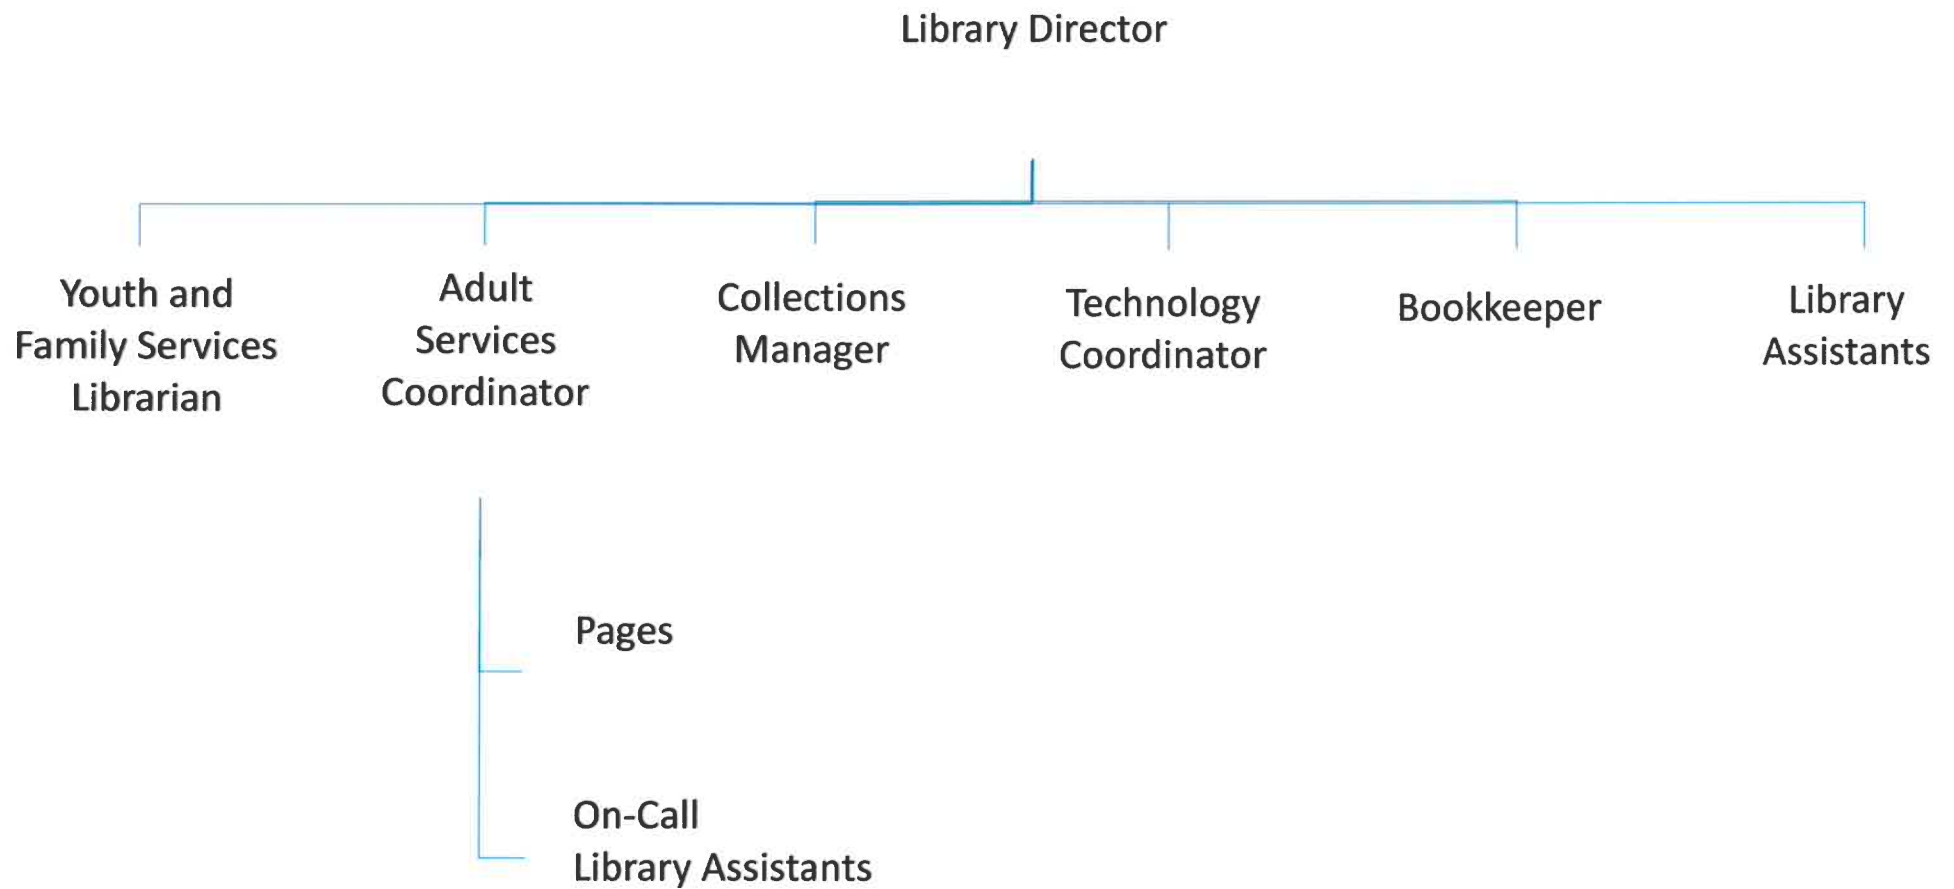 Library Director
Youth and
Family Services
Librarian
Adult
Services
Coordinator
Collections
Manager
Technology
Coordinator
Bookkeeper
Library
Assistants
Pages
On-Call
Library Assistants